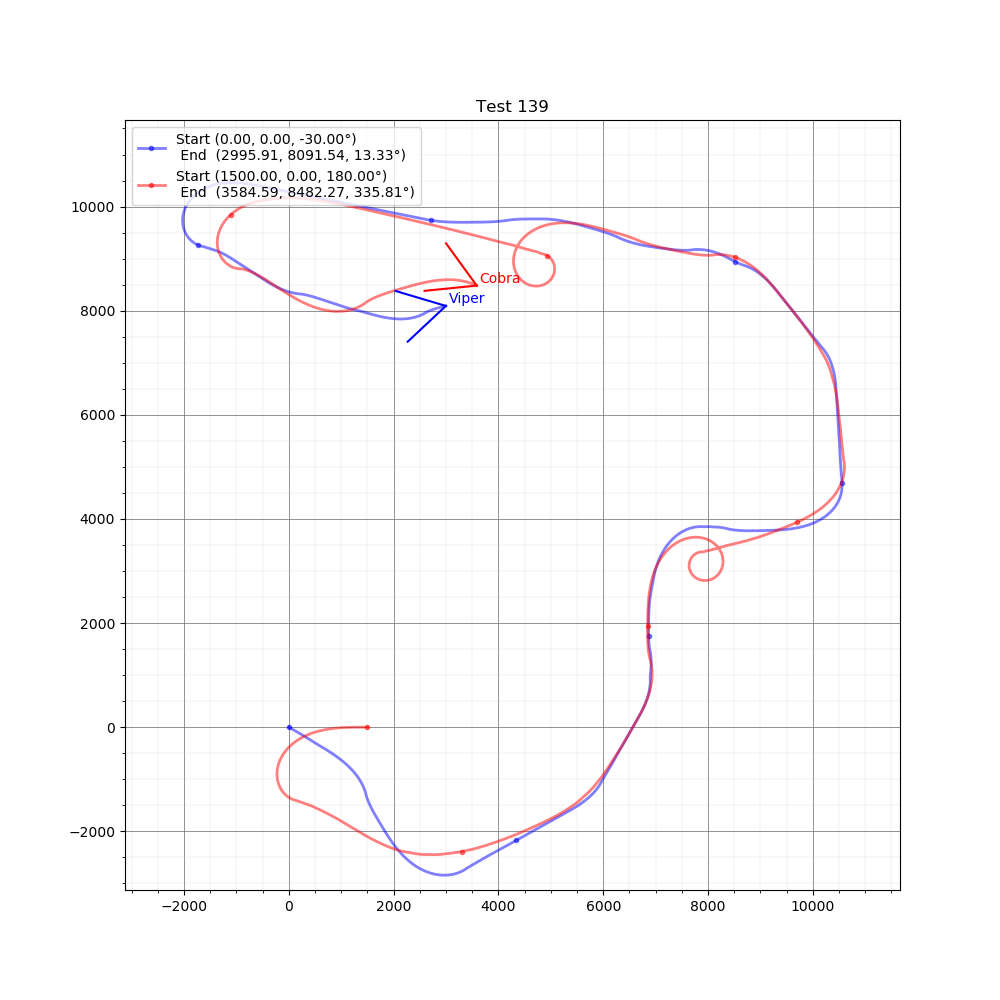 Test 139
Start (0.00, 0.00, -30.00°)
End (2995.91, 8091.54, 13.33°)
Start (1500.00, 0.00, 180.00°)
End (3584.59, 8482.27, 335.81°)
10000
8000
6000
4000
2000
0
−2000
Cobra
Viper
−2000
0
2000
4000
6000
8000
10000